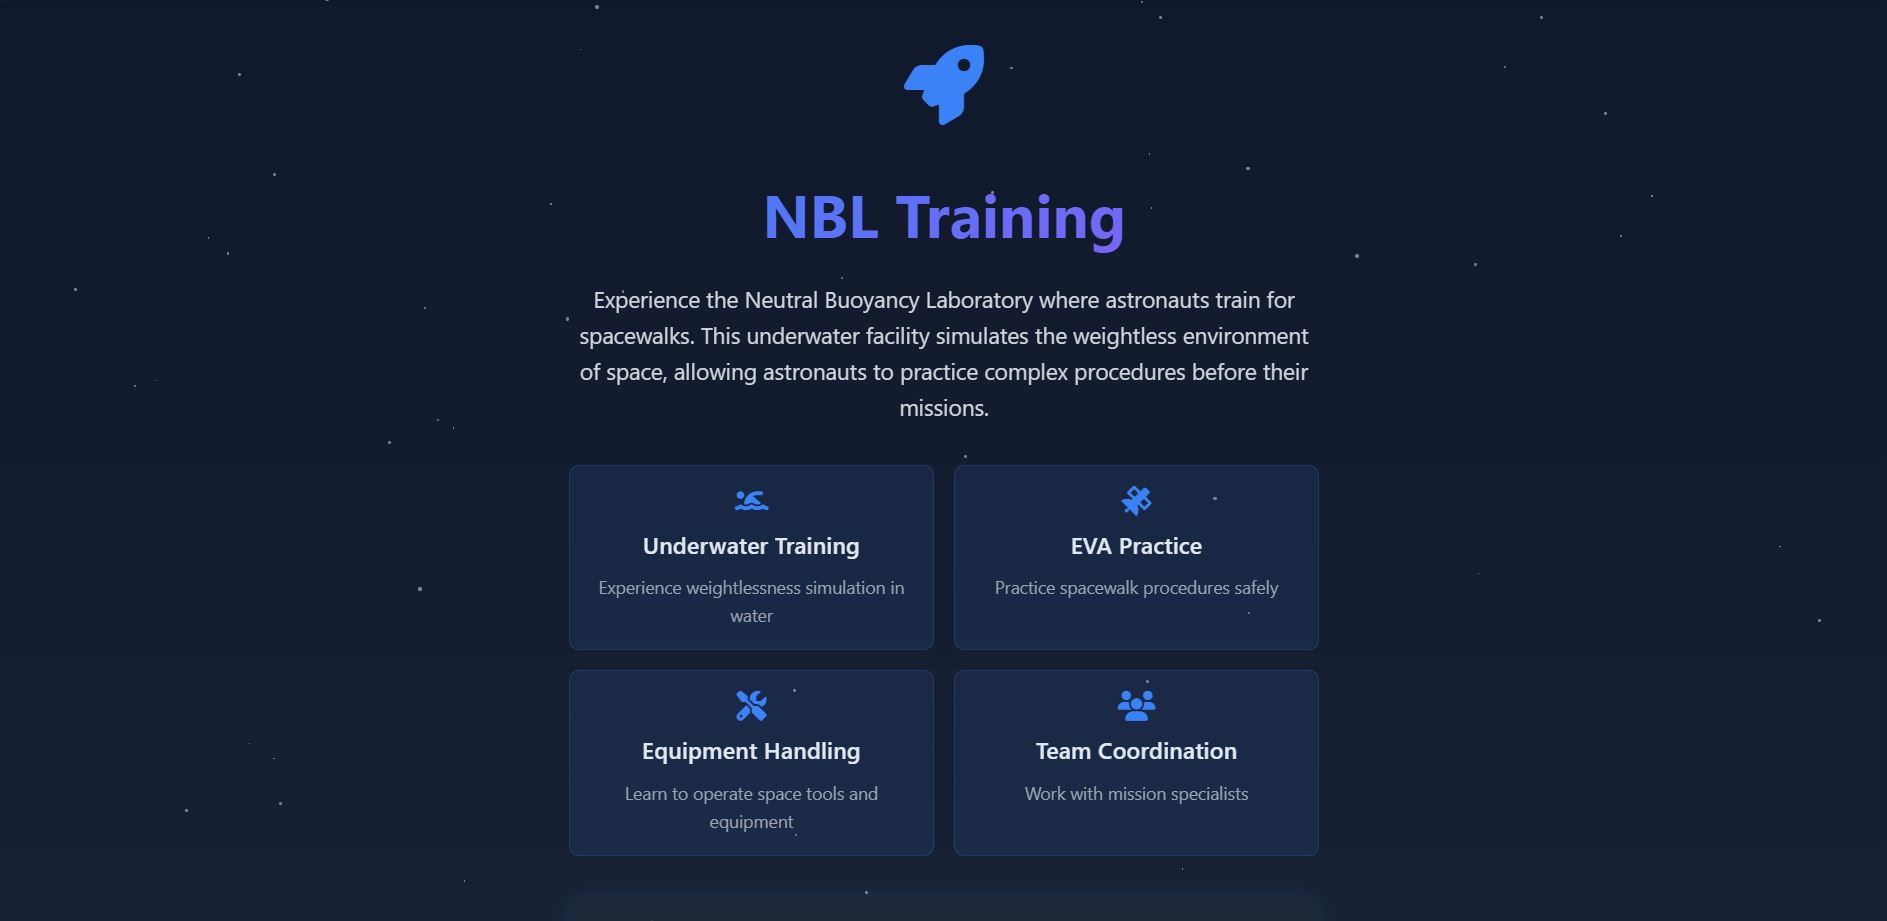 NBL Training
Experience the Neutral Buoyancy Laboratory where astronauts train for
spacewalks. This underwater facility simulates the weightless environment
of space, allowing astronauts to practice complex procedures before their
missions.
Underwater Training
Experience weightlessness simulation in
water
EVA Practice
Practice spacewalk procedures safely
Equipment Handling
Learn to operate space tools and
equipment
Team Coordination
Work with mission specialists